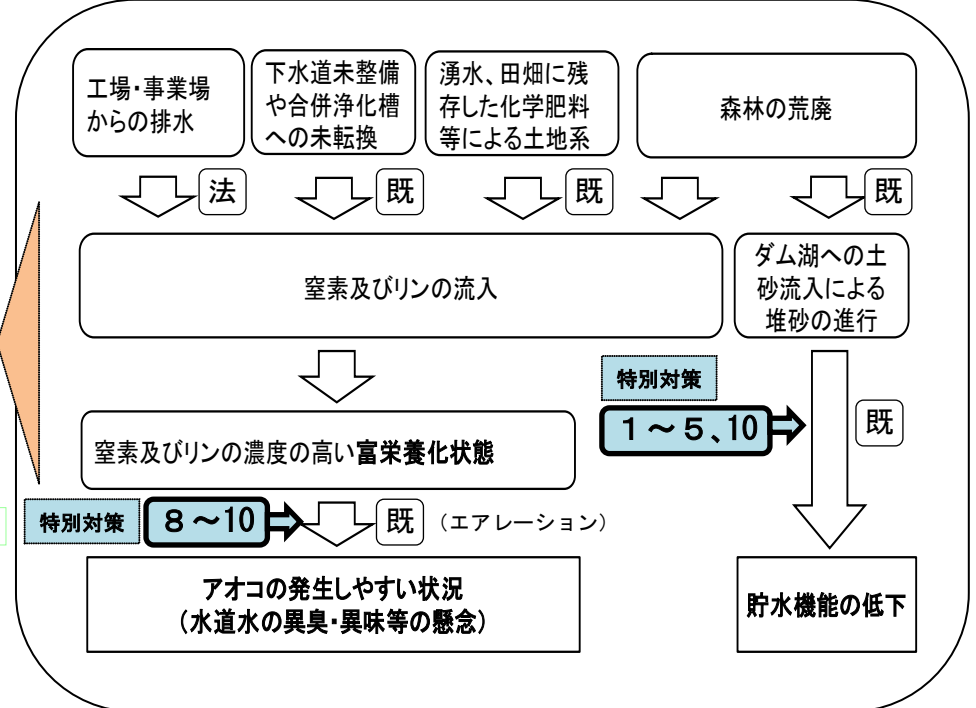 工場・事業場
からの排水
下水道未整備
や合併浄化槽
への未転換
湧水、田畑に残
存した化学肥料
等による土地系
森林の荒廃
法
既
既
既
窒素及びリンの流入
ダム湖への土
砂流入による
堆砂の進行
特別対策
1～5、10
既
窒素及びリンの濃度の高い富栄養化状態
特別対策
8～10
既
（エアレーション）
アオコの発生しやすい状況
（水道水の異臭・異味等の懸念）
貯水機能の低下